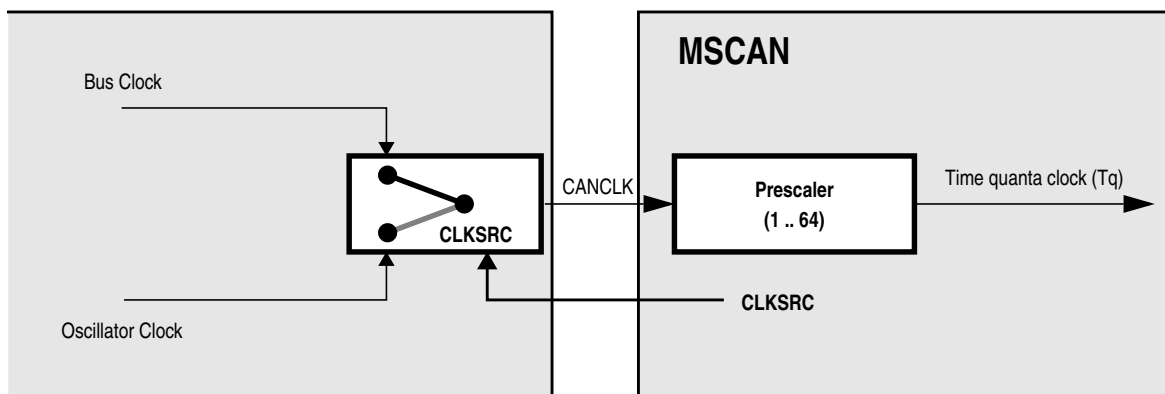 MSCAN
Bus Clock
CANCLK
Prescaler
(1 .. 64)
Time quanta clock (Tq)
CLKSRC
CLKSRC
Oscillator Clock